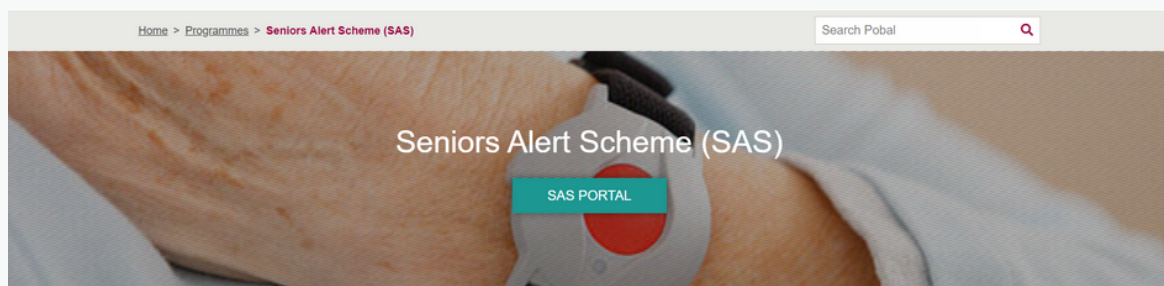 Home > Programmes > Seniors Alert Scheme (SAS)
Search Pobal
Seniors Alert Scheme (SAS)
SAS PORTAL